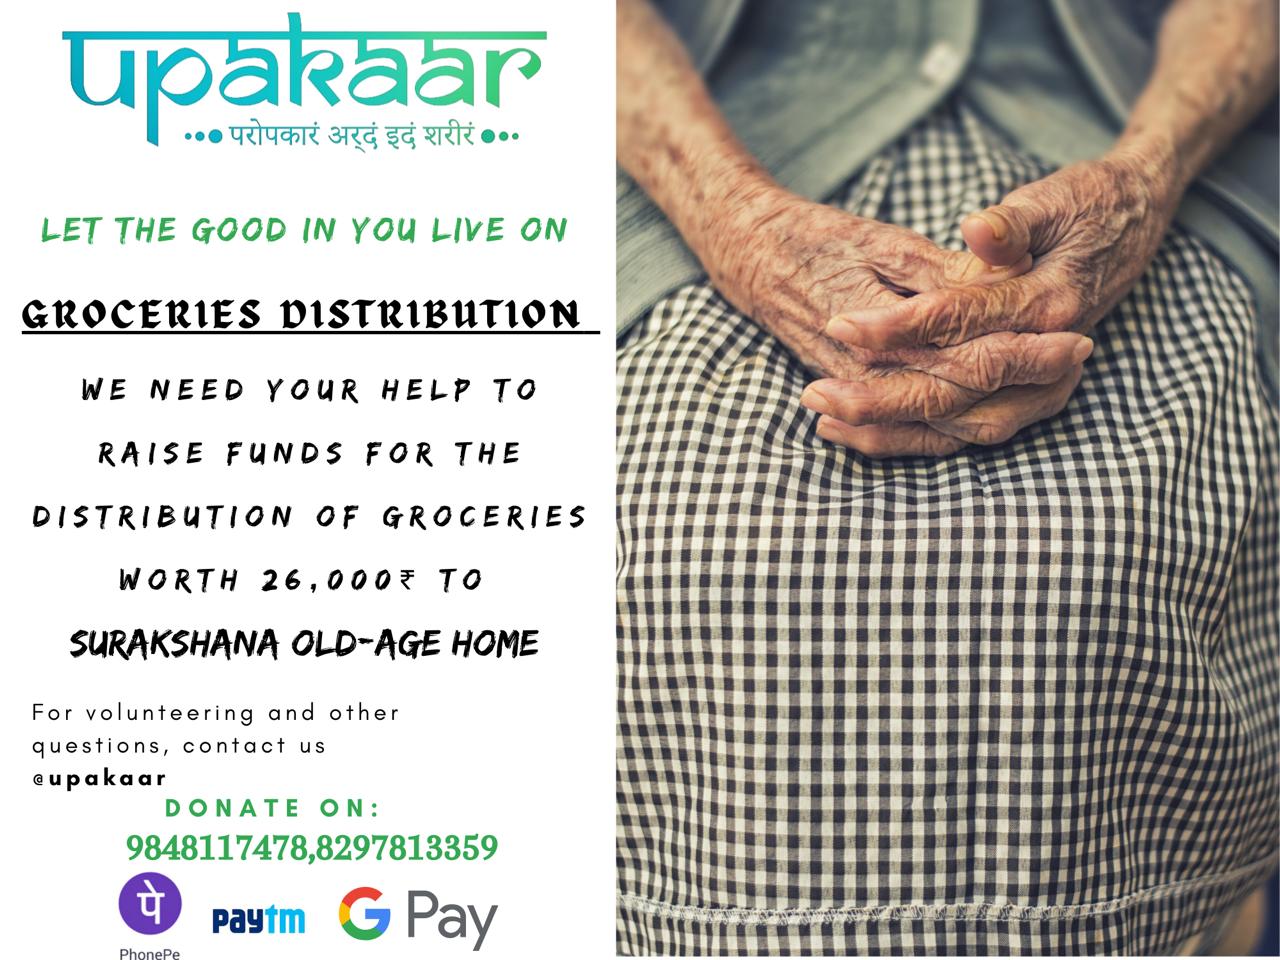 upakaar
परोपकारं अर्दं इदं शरीरं
LET THE GOOD IN YOU LIVE ON
GROCERIES DISTRIBUTION
WE NEED YOUR HELP TO
RAISE FUNDS FOR THE
DISTRIBUTION OF GROCERIES
WORTH 26,000₹ TO
SURAKSHANA OLD-AGE HOME
For volunteering and other
questions, contact us
@upakaar
DONATE ON:
9848117478,8297813359
पे
paytm
G Pay
PhonePe